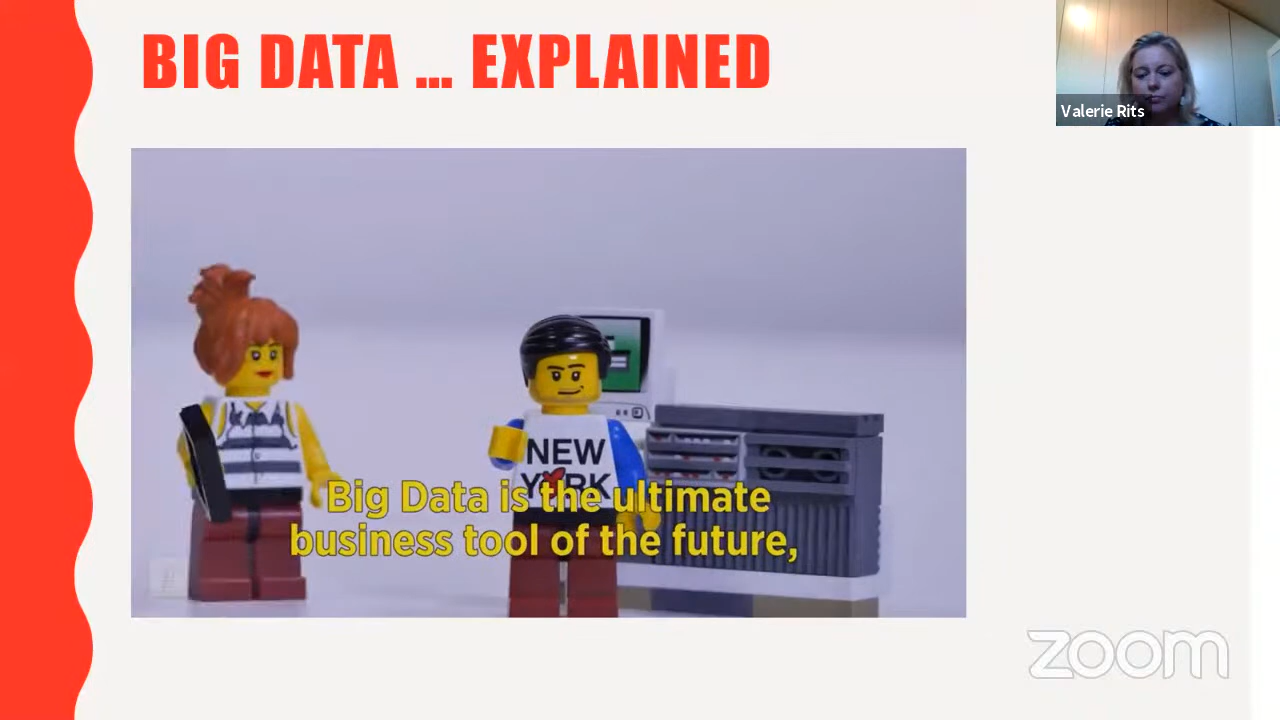 BIG DATA ... EXPLAINED
Valerie Rits
NEW
YORK
Big Data is the ultimate
business tool of the future,
zoom